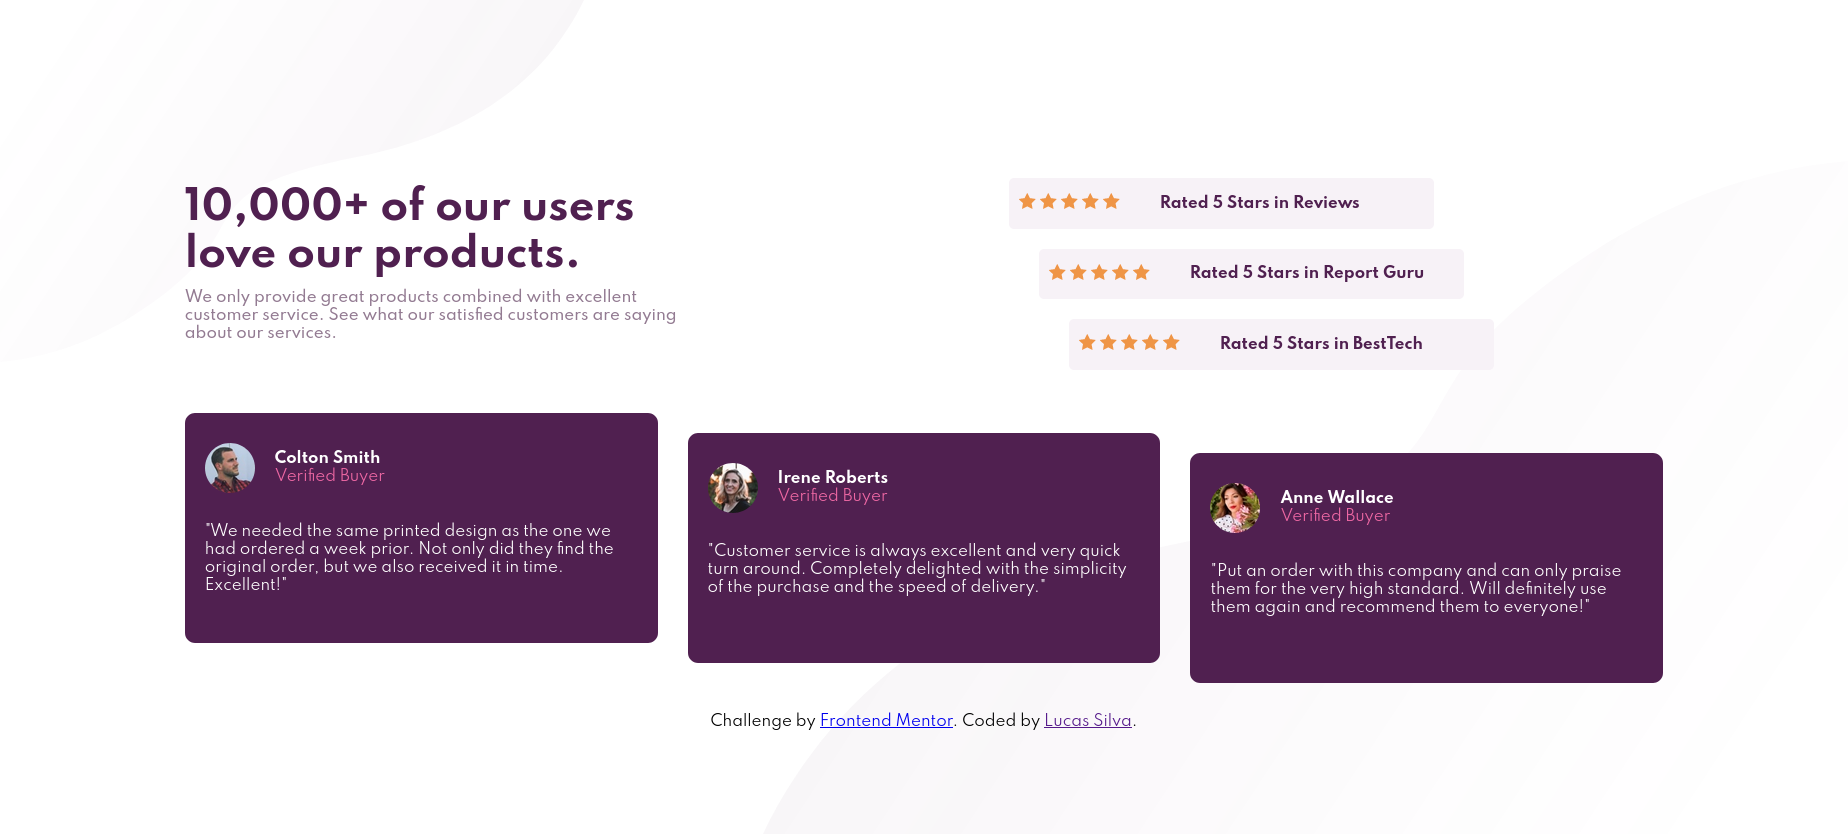 10,000+ of our users
love our products.
We only provide great products combined with excellent
customer service. See what our satisfied customers are saying
about our services.
Rated 5 Stars in Reviews
Rated 5 Stars in Report Guru
Rated 5 Stars in BestTech
Colton Smith
Verified Buyer
"We needed the same printed design as the one we
had ordered a week prior. Not only did they find the
original order, but we also received it in time.
Excellent!"
Irene Roberts
Verified Buyer
"Customer service is always excellent and very quick
turn around. Completely delighted with the simplicity
of the purchase and the speed of delivery."
Anne Wallace
Verified Buyer
"Put an order with this company and can only praise
them for the very high standard. Will definitely use
them again and recommend them to everyone!"
Challenge by Frontend Mentor. Coded by Lucas Silva.